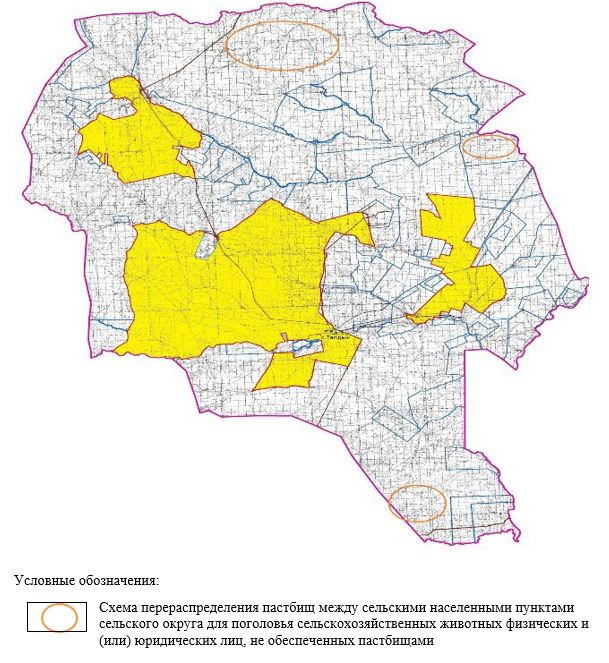 с. Талдык
Условные обозначения:
Схема перераспределения пастбищ между сельскими населенными пунктами
сельского округа для поголовья сельскохозяйственных животных физических и
(или) юридических лиц, не обеспеченных пастбищами